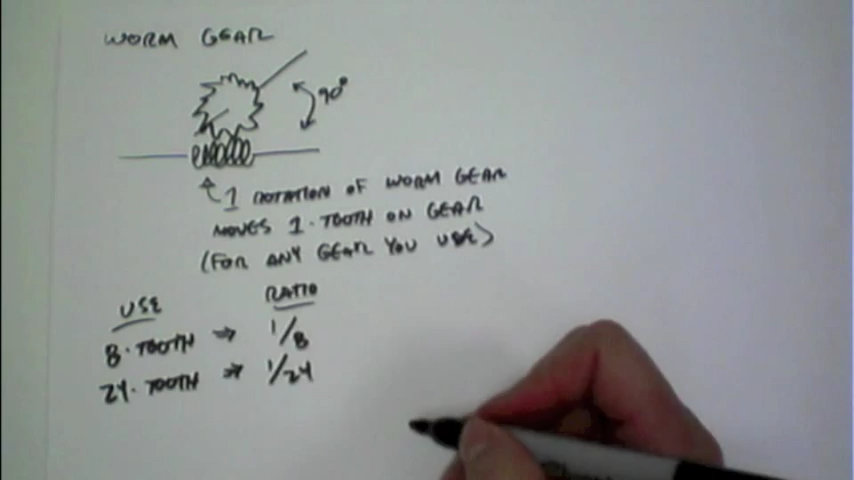 WORM GEAR
90°
1 ROTATION OF WORM GEAR
MOVES 1 · TOOTH ON GEAR
(FOR ANY GEAR YOU USE)
USE RATIO
8 · TOOTH ⇒ 1/8
24 · TOOTH ⇒ 1/24